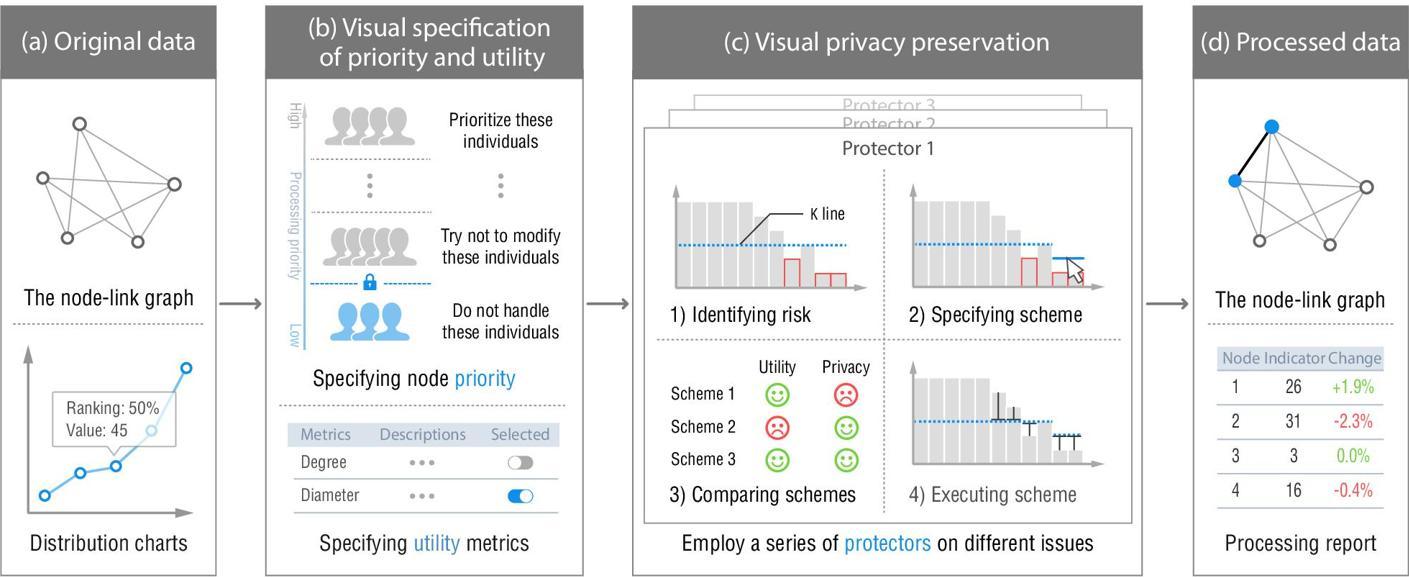 (a) Original data
The node-link graph
Ranking: 50%
Value: 45
Distribution charts
(b) Visual specification
of priority and utility
High
Processing priority
Low
Prioritize these
individuals
Try not to modify
these individuals
Do not handle
these individuals
Specifying node priority
Metrics Descriptions Selected
Degree
Diameter
Specifying utility metrics
(c) Visual privacy preservation
Protector 3
Protector 2
Protector 1
K line
1) Identifying risk
2) Specifying scheme
Utility Privacy
Scheme 1
Scheme 2
Scheme 3
3) Comparing schemes
4) Executing scheme
Employ a series of protectors on different issues
(d) Processed data
The node-link graph
Node Indicator Change
1 26 +1.9%
2 31 -2.3%
3 3 0.0%
4 16 -0.4%
Processing report